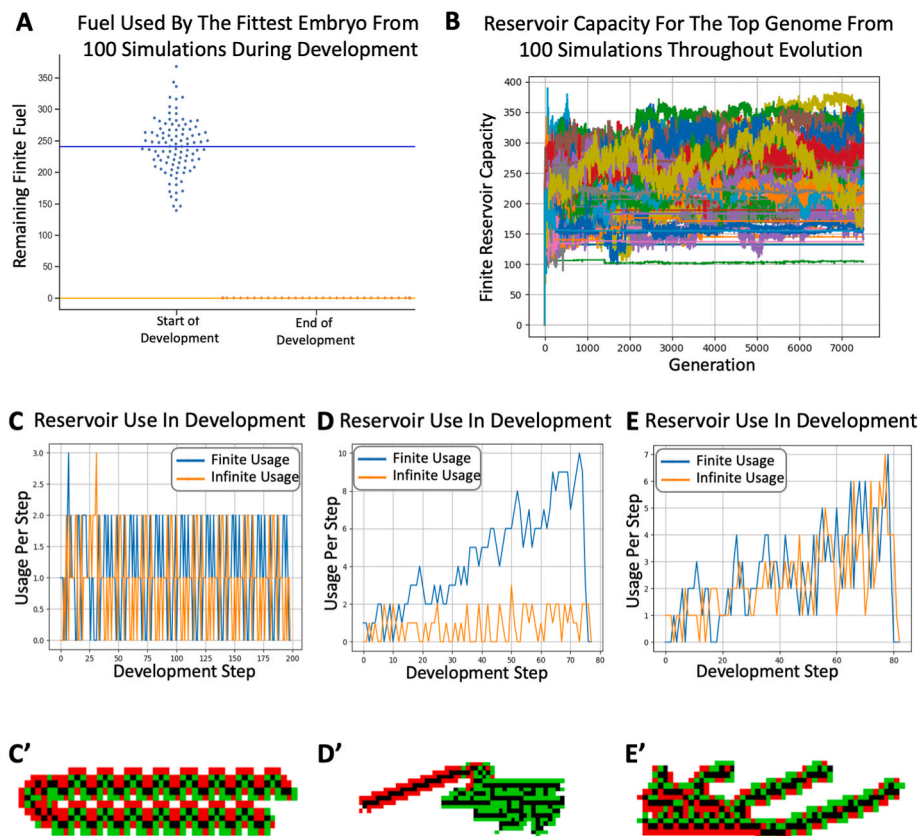 A
Fuel Used By The Fittest Embryo From
100 Simulations During Development
Remaining Finite Fuel
350
300
250
200
150
100
50
0
Start of
Development
End of
Development
B
Reservoir Capacity For The Top Genome From
100 Simulations Throughout Evolution
Finite Reservoir Capacity
400
350
300
250
200
150
100
50
0
0 1000 2000 3000 4000 5000 6000 7000
Generation
C Reservoir Use In Development
Usage Per Step
3.0
2.5
2.0
1.5
1.0
0.5
0.0
Finite Usage
Infinite Usage
0 25 50 75 100 125 150 175 200
Development Step
D Reservoir Use In Development
Usage Per Step
10
8
6
4
2
0
Finite Usage
Infinite Usage
0 10 20 30 40 50 60 70 80
Development Step
E Reservoir Use In Development
Usage Per Step
7
6
5
4
3
2
1
0
Finite Usage
Infinite Usage
0 20 40 60 80
Development Step
C’
D’
E’